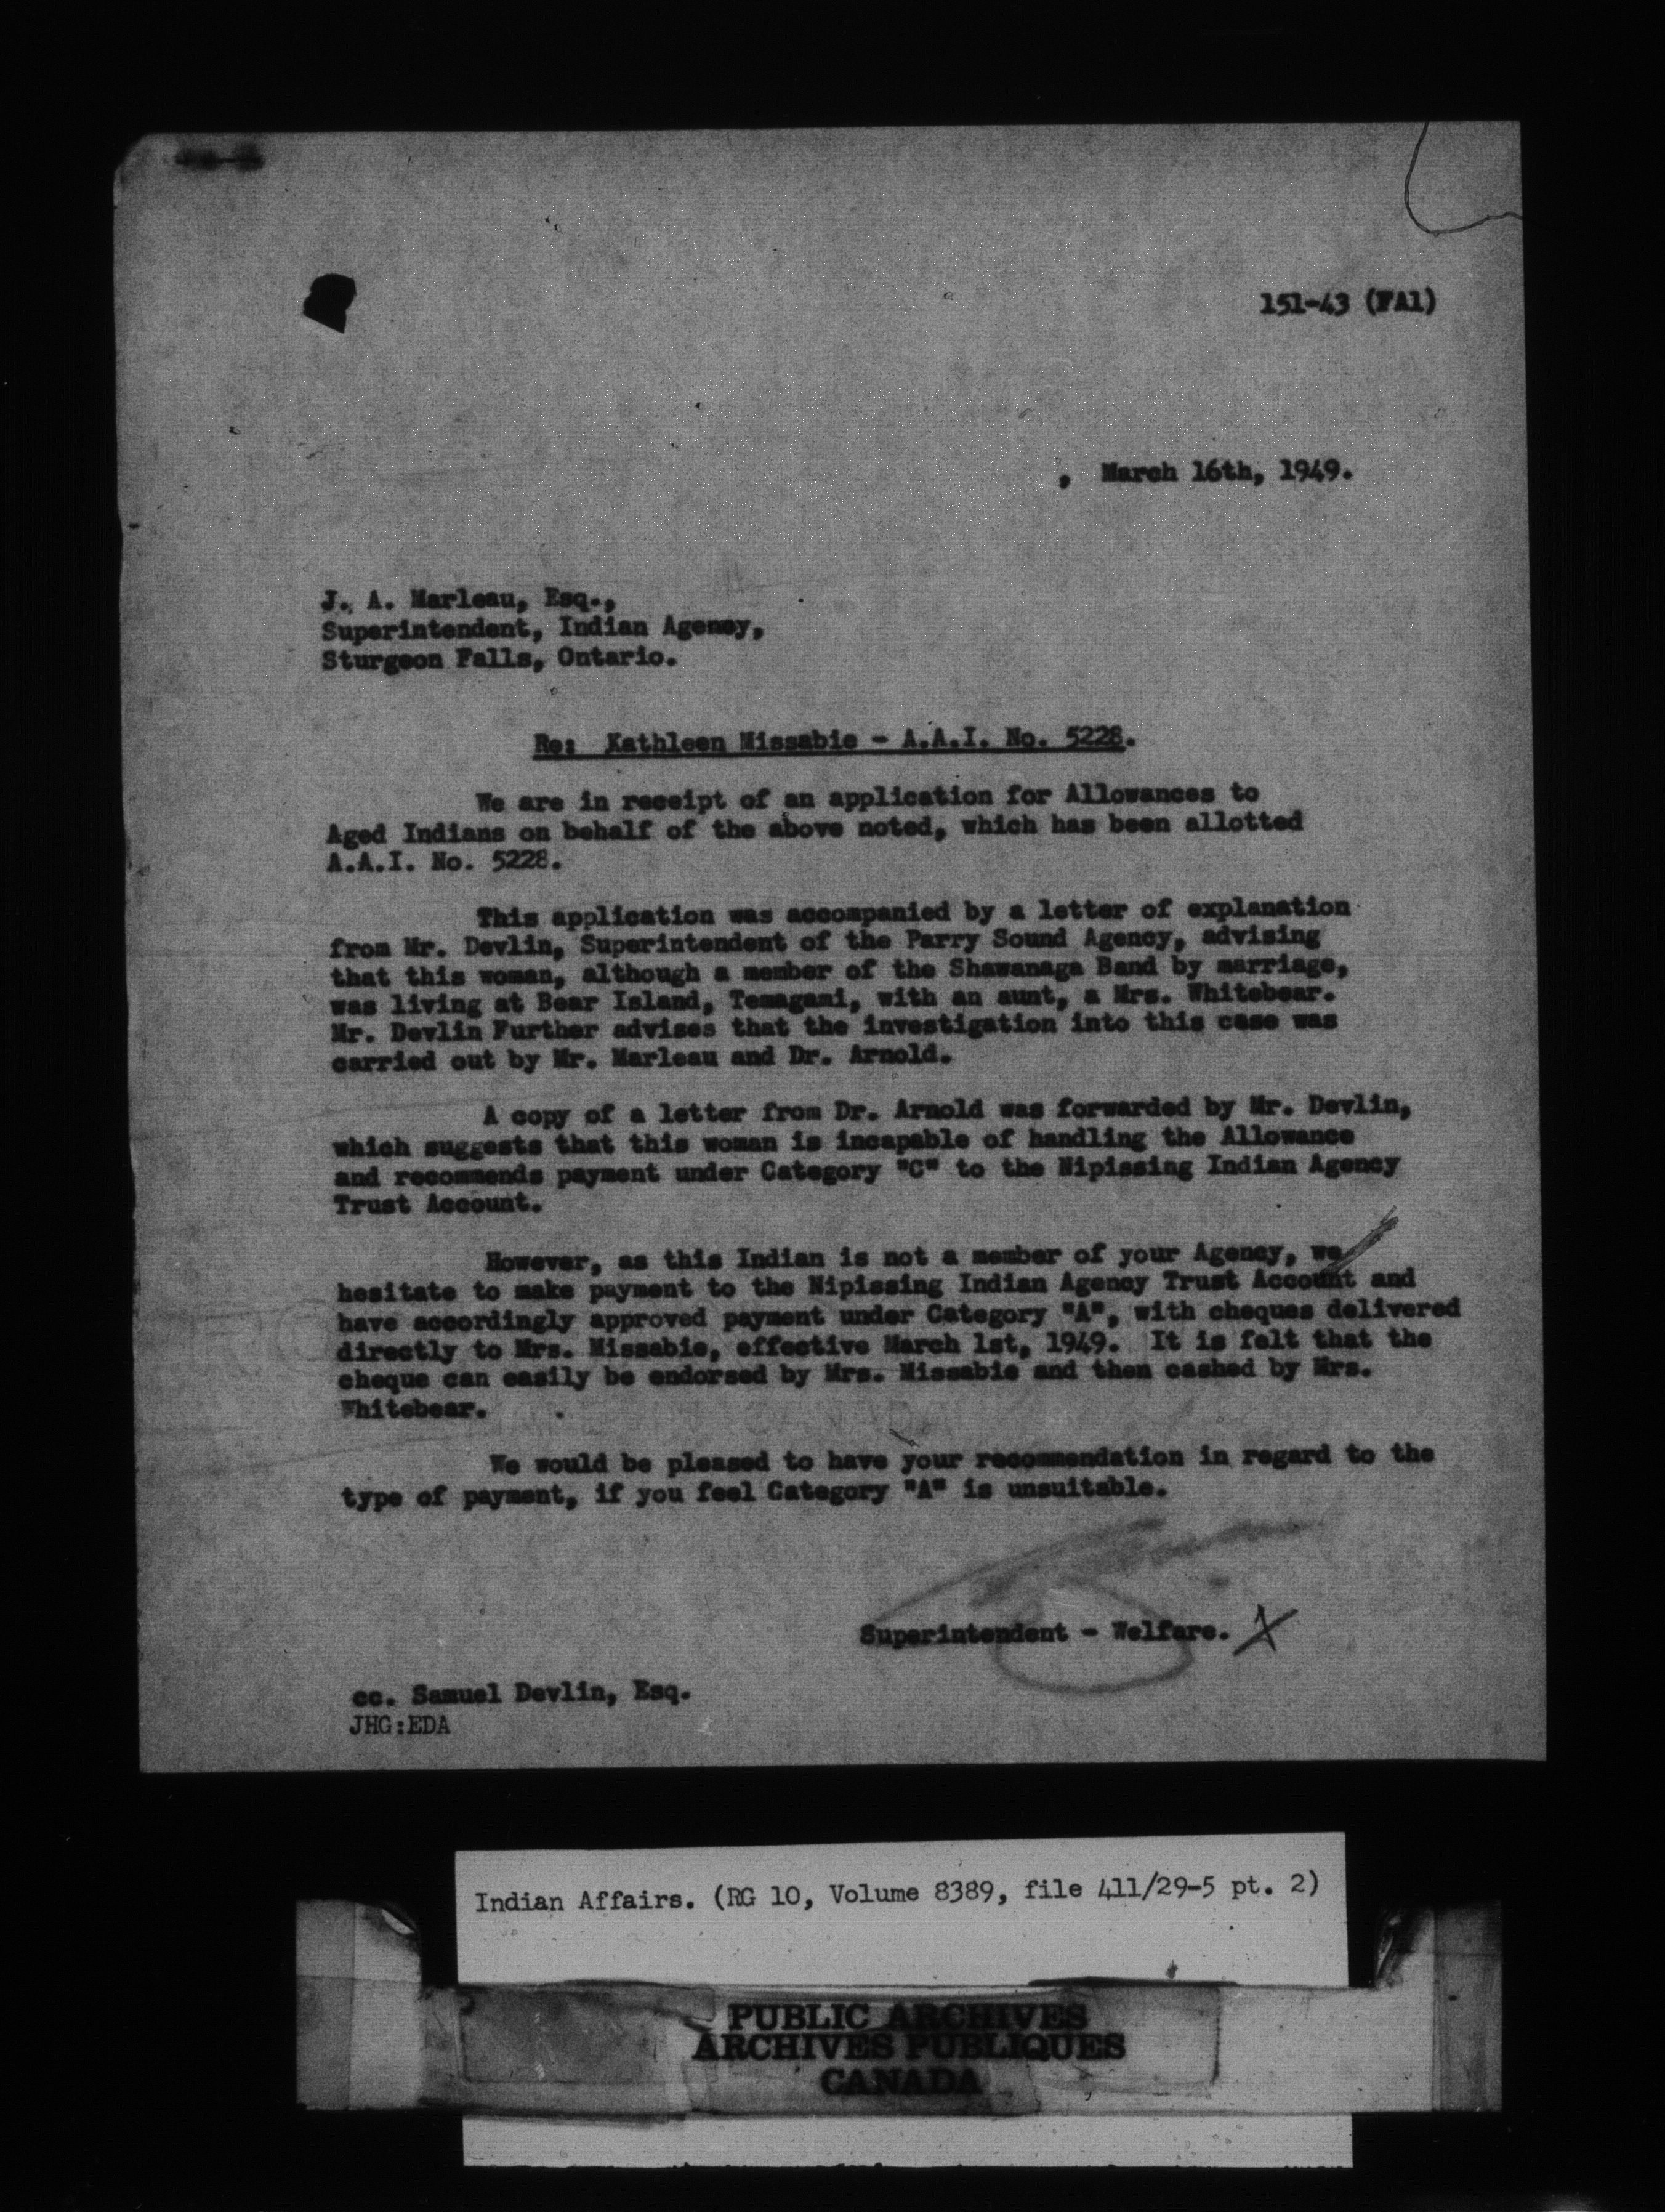 151-43 (FA1)
, March 16th, 1949.
J. A. Marleau, Esq.,
Superintendent, Indian Agency,
Sturgeon Falls, Ontario.
Re: Kathleen Missabie - A.A.I. No. 5228.
We are in receipt of an application for Allowances to
Aged Indians on behalf of the above noted, which has been allotted
A.A.I. No. 5228.
This application was accompanied by a letter of explanation
from Mr. Devlin, Superintendent of the Parry Sound Agency, advising
that this woman, although a member of the Shawanaga Band by marriage,
was living at Bear Island, Temagami, with an aunt, a Mrs. Whitebear.
Mr. Devlin Further advises that the investigation into this case was
carried out by Mr. Marleau and Dr. Arnold.
A copy of a letter from Dr. Arnold was forwarded by Mr. Devlin,
which suggests that this woman is incapable of handling the Allowance
and recommends payment under Category "C" to the Nipissing Indian Agency
Trust Account.
However, as this Indian is not a member of your Agency, we
hesitate to make payment to the Nipissing Indian Agency Trust Account and
have accordingly approved payment under Category "A", with cheques delivered
directly to Mrs. Missabie, effective March 1st, 1949. It is felt that the
cheque can easily be endorsed by Mrs. Missabie and then cashed by Mrs.
Whitebear.
We would be pleased to have your recommendation in regard to the
type of payment, if you feel Category "A" is unsuitable.
Superintendent - Welfare.
cc. Samuel Devlin, Esq.
JHG:EDA
Indian Affairs. (RG 10, Volume 8389, file 411/29-5 pt. 2)
PUBLIC ARCHIVES
ARCHIVES PUBLIQUES
CANADA